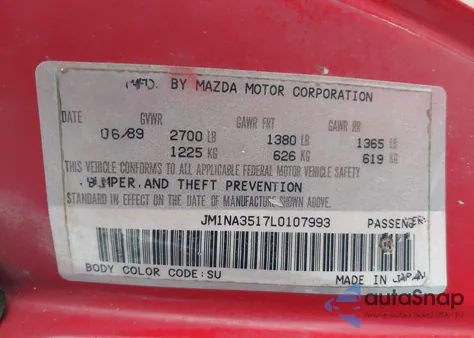 MFD. BY MAZDA MOTOR CORPORATION
DATE GVWR GAWR FRT GAWR RR
06/89 2700 LB 1380 LB 1365 LB
1225 KG 626 KG 619 KG
THIS VEHICLE CONFORMS TO ALL APPLICABLE FEDERAL MOTOR VEHICLE SAFETY
BUMPER AND THEFT PREVENTION
STANDARD IN EFFECT ON THE DATE OF MANUFACTURE SHOWN ABOVE
JM1NA3517L0107993 PASSENGER
BODY COLOR CODE:SU MADE IN JAPAN
autoSnap